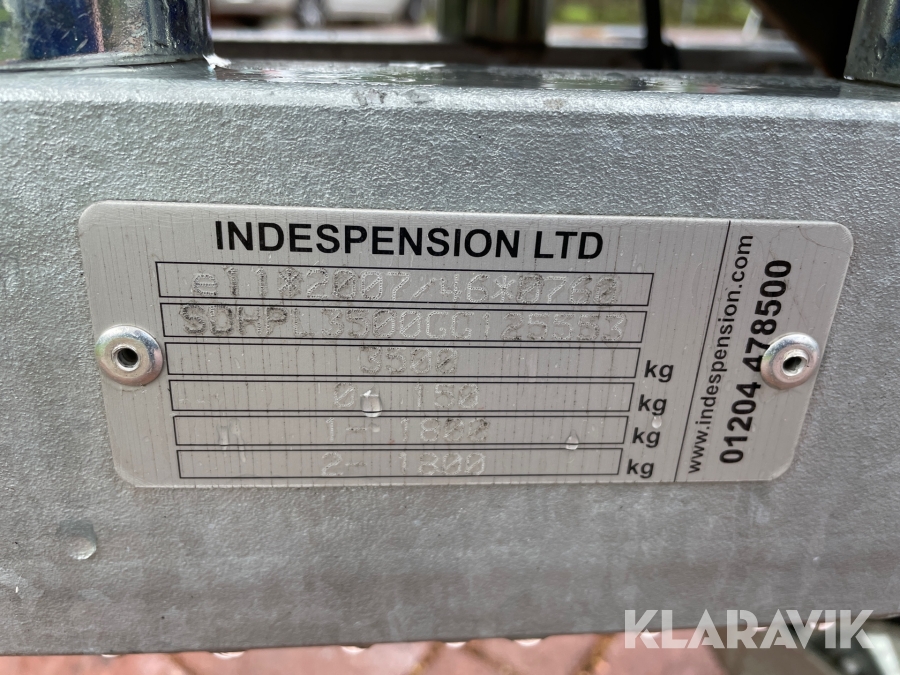 INDESPENSION LTD
e11*2007/46*0760
SDHPL3500GG125553
3500 kg
0- 150 kg
1- 1800 kg
2- 1800 kg
www.indespension.com
01204 478500
KLARAVIK